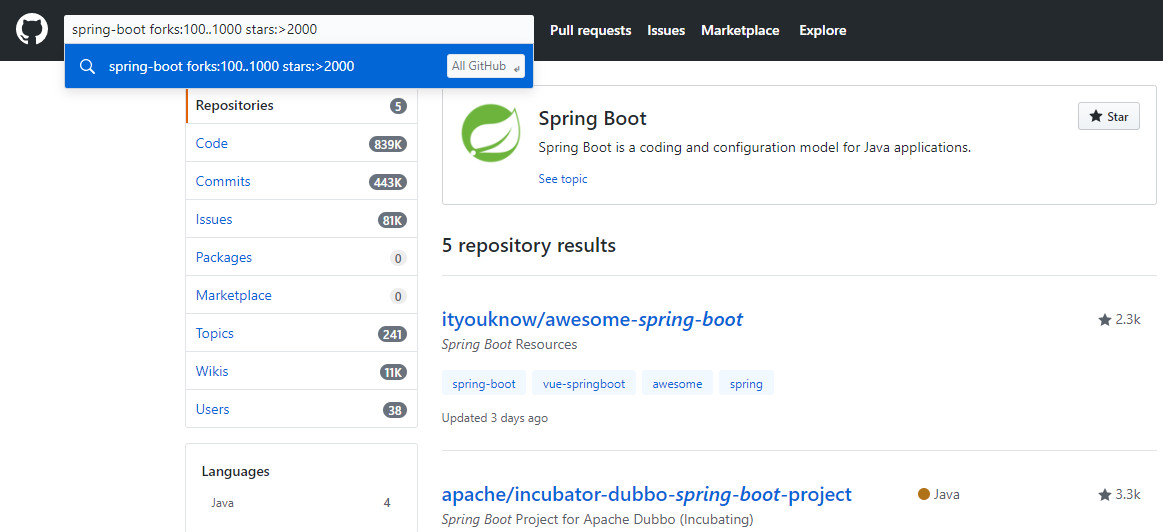 spring-boot forks:100..1000 stars:>2000
Pull requests Issues Marketplace Explore
spring-boot forks:100..1000 stars:>2000 All GitHub
Repositories 5
Code 839K
Commits 443K
Issues 81K
Packages 0
Marketplace 0
Topics 241
Wikis 11K
Users 38
Languages
Java 4
Spring Boot
Star
Spring Boot is a coding and configuration model for Java applications.
See topic
5 repository results
ityouknow/awesome-spring-boot 2.3k
Spring Boot Resources
spring-boot vue-springboot awesome spring
Updated 3 days ago
apache/incubator-dubbo-spring-boot-project Java 3.3k
Spring Boot Project for Apache Dubbo (Incubating)